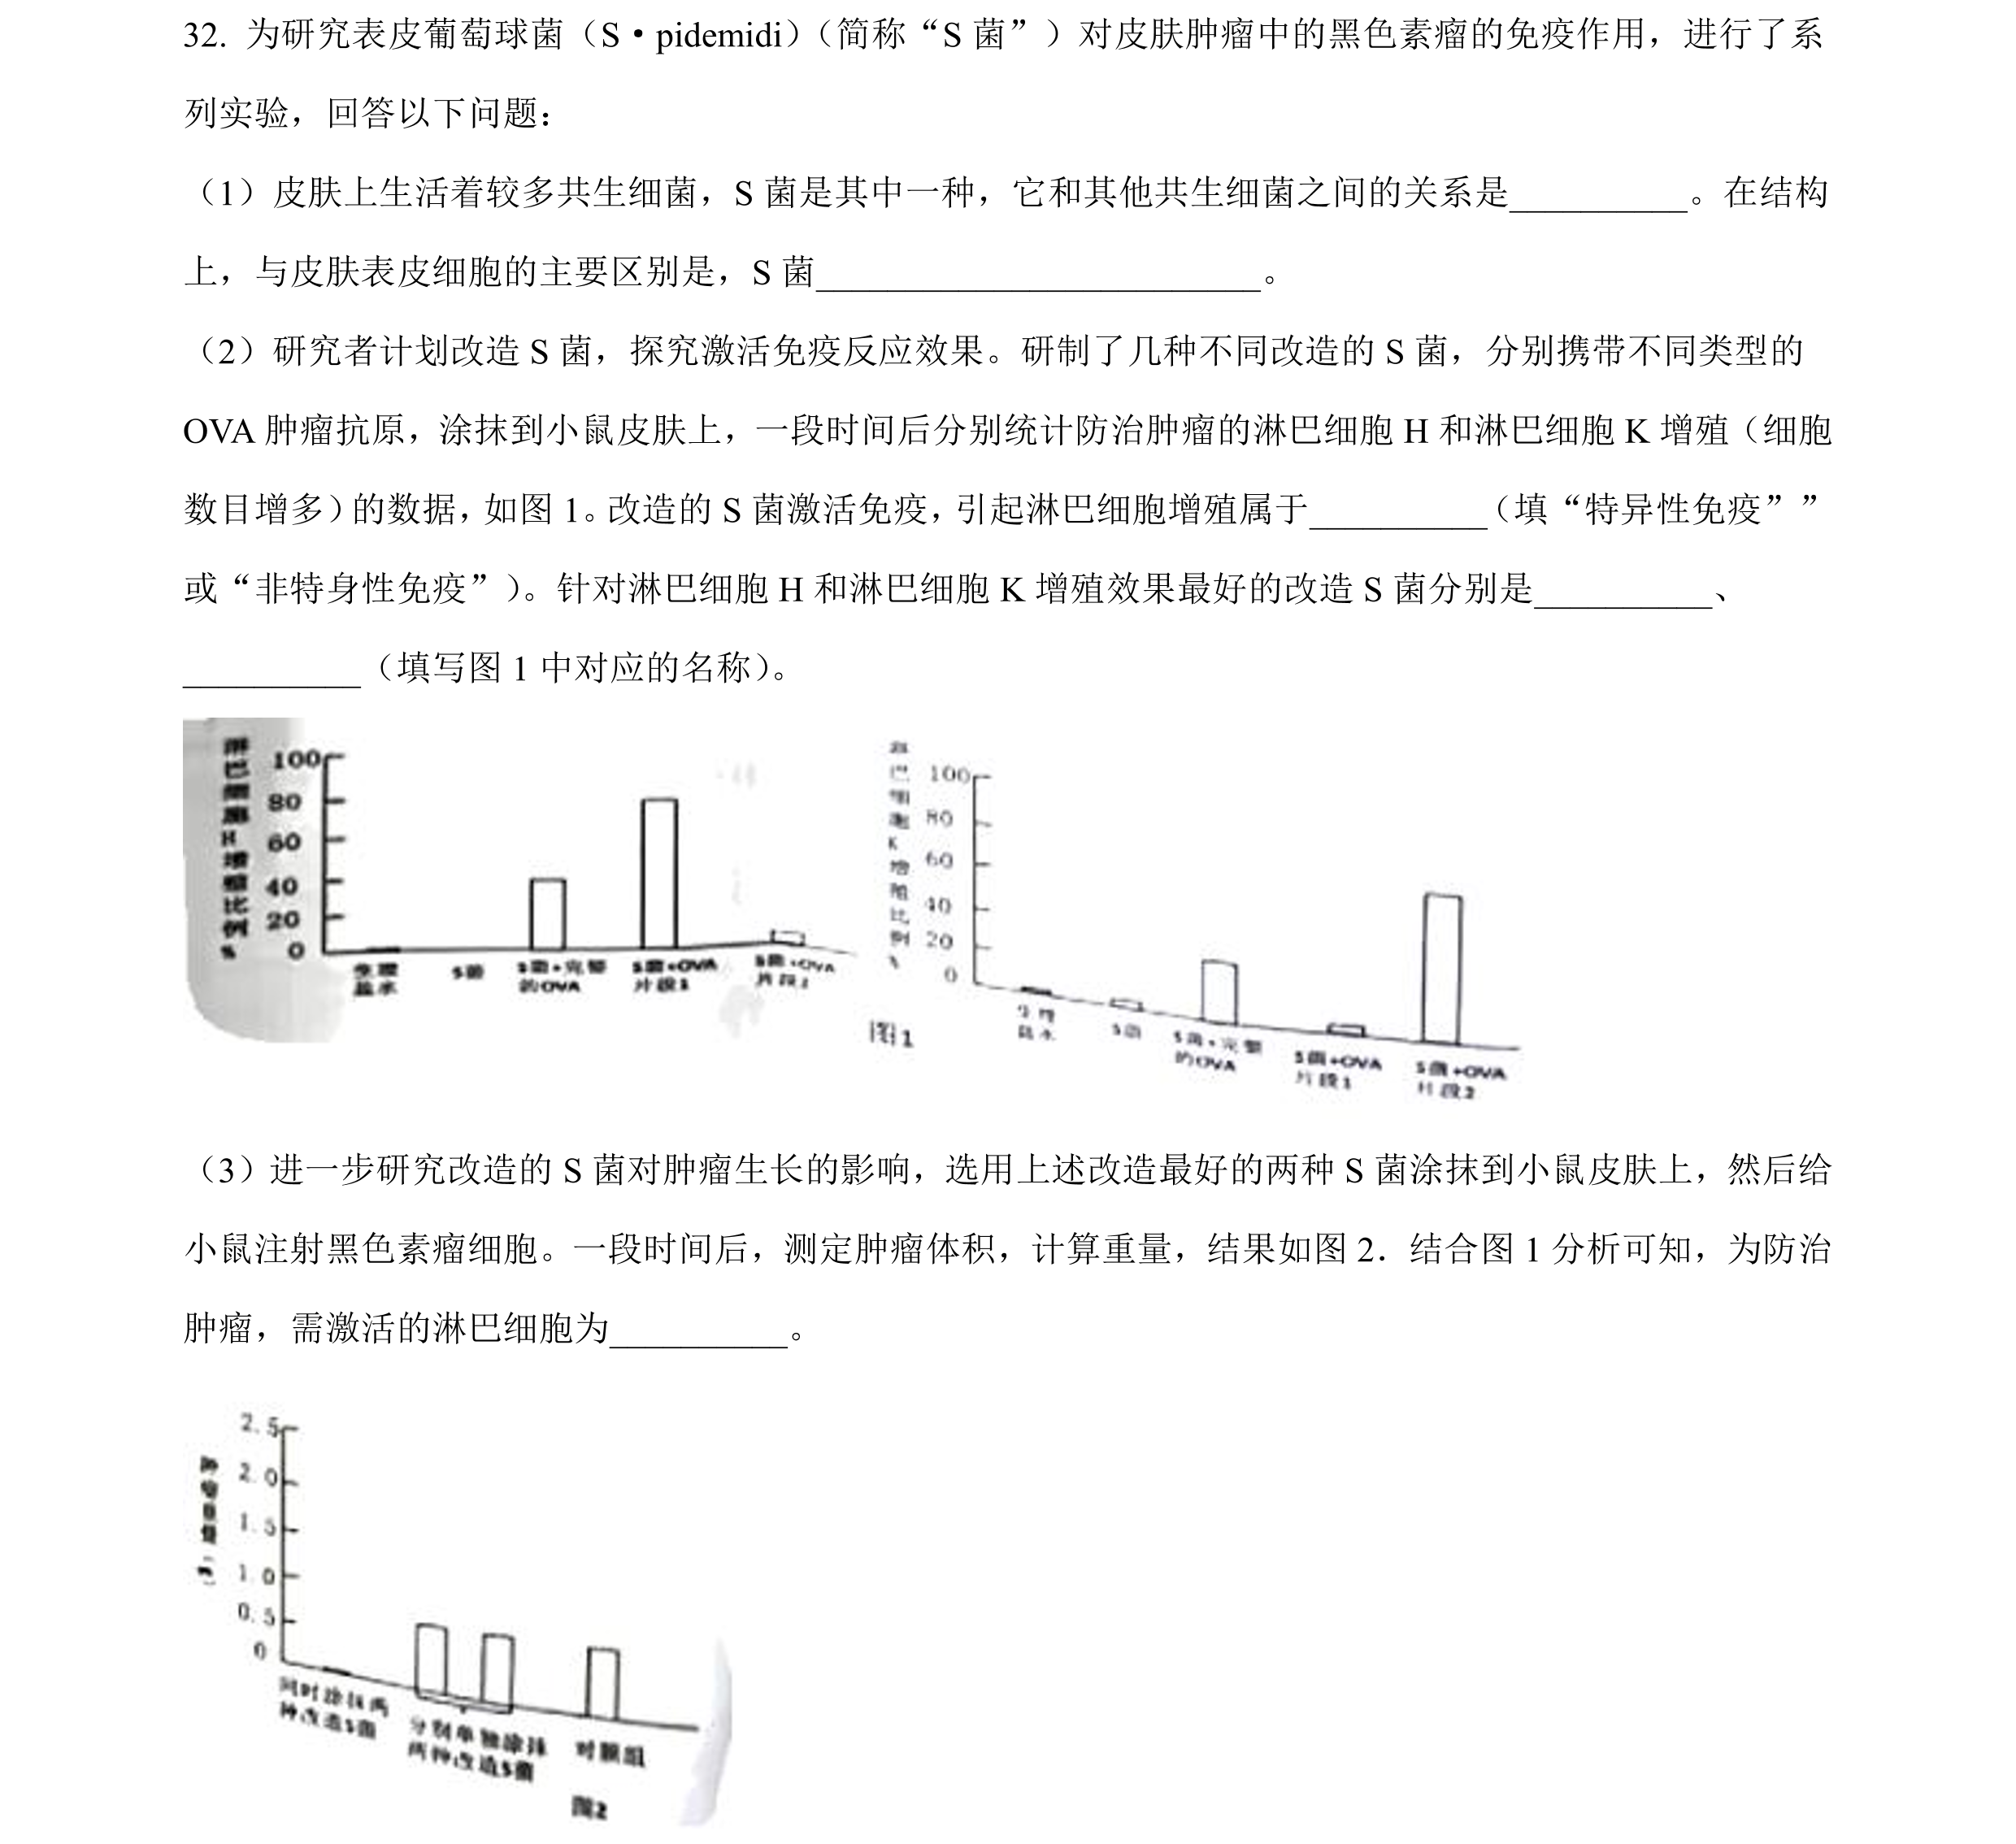 32. 为研究表皮葡萄球菌（S·pidemidi）（简称“S 菌”）对皮肤肿瘤中的黑色素瘤的免疫作用，进行了系
列实验，回答以下问题：
（1）皮肤上生活着较多共生细菌，S 菌是其中一种，它和其他共生细菌之间的关系是__________。在结构
上，与皮肤表皮细胞的主要区别是，S 菌_________________________。
（2）研究者计划改造 S 菌，探究激活免疫反应效果。研制了几种不同改造的 S 菌，分别携带不同类型的
OVA 肿瘤抗原，涂抹到小鼠皮肤上，一段时间后分别统计防治肿瘤的淋巴细胞 H 和淋巴细胞 K 增殖（细胞
数目增多）的数据，如图 1。改造的 S 菌激活免疫，引起淋巴细胞增殖属于__________（填“特异性免疫””
或“非特身性免疫”）。针对淋巴细胞 H 和淋巴细胞 K 增殖效果最好的改造 S 菌分别是__________、
__________（填写图 1 中对应的名称）。
淋巴细胞H增殖比例%
100
80
60
40
20
0
生理盐水
S菌
S菌+完整的OVA
S菌+OVA片段1
S菌+OVA片段2
淋巴细胞K增殖比例%
100
80
60
40
20
0
生理盐水
S菌
S菌+完整的OVA
S菌+OVA片段1
S菌+OVA片段2
图1
（3）进一步研究改造的 S 菌对肿瘤生长的影响，选用上述改造最好的两种 S 菌涂抹到小鼠皮肤上，然后给
小鼠注射黑色素瘤细胞。一段时间后，测定肿瘤体积，计算重量，结果如图 2．结合图 1 分析可知，为防治
肿瘤，需激活的淋巴细胞为__________。
肿瘤重量
2.5
2.0
1.5
1.0
0.5
0
同时涂抹两
种改造S菌
分别单独涂抹
两种改造S菌
对照组
图2